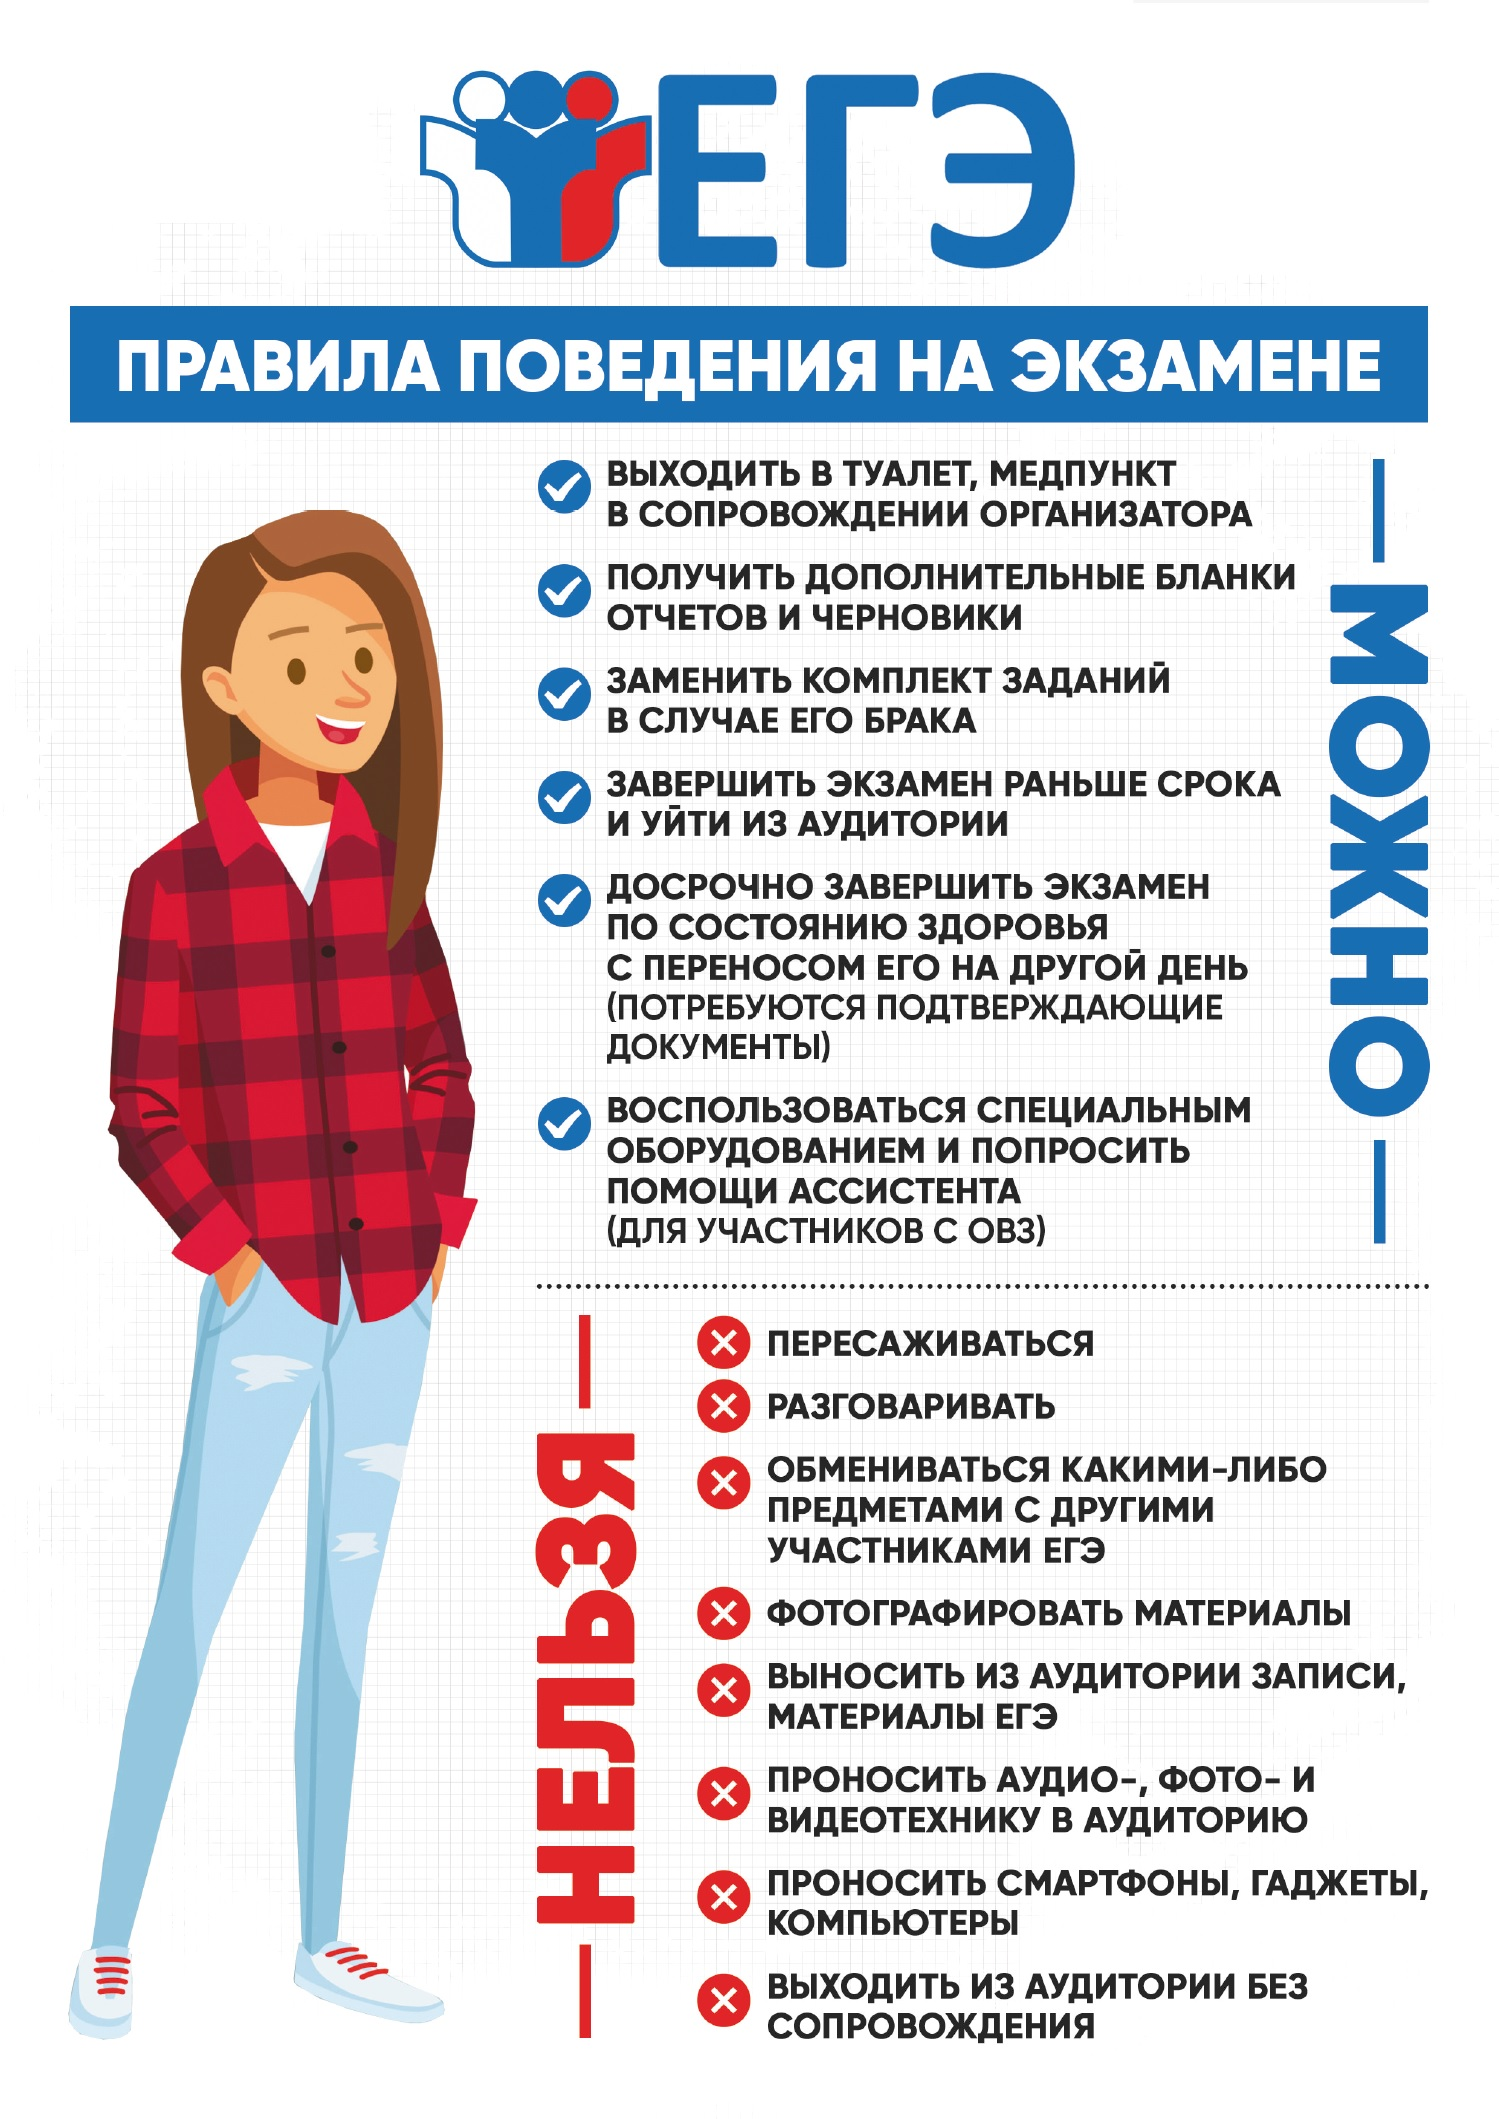 ЕГЭ
ПРАВИЛА ПОВЕДЕНИЯ НА ЭКЗАМЕНЕ
МОЖНО
ВЫХОДИТЬ В ТУАЛЕТ, МЕДПУНКТ
В СОПРОВОЖДЕНИИ ОРГАНИЗАТОРА
ПОЛУЧИТЬ ДОПОЛНИТЕЛЬНЫЕ БЛАНКИ
ОТЧЕТОВ И ЧЕРНОВИКИ
ЗАМЕНИТЬ КОМПЛЕКТ ЗАДАНИЙ
В СЛУЧАЕ ЕГО БРАКА
ЗАВЕРШИТЬ ЭКЗАМЕН РАНЬШЕ СРОКА
И УЙТИ ИЗ АУДИТОРИИ
ДОСРОЧНО ЗАВЕРШИТЬ ЭКЗАМЕН
ПО СОСТОЯНИЮ ЗДОРОВЬЯ
С ПЕРЕНОСОМ ЕГО НА ДРУГОЙ ДЕНЬ
(ПОТРЕБУЮТСЯ ПОДТВЕРЖДАЮЩИЕ
ДОКУМЕНТЫ)
ВОСПОЛЬЗОВАТЬСЯ СПЕЦИАЛЬНЫМ
ОБОРУДОВАНИЕМ И ПОПРОСИТЬ
ПОМОЩИ АССИСТЕНТА
(ДЛЯ УЧАСТНИКОВ С ОВЗ)
НЕЛЬЗЯ
ПЕРЕСАЖИВАТЬСЯ
РАЗГОВАРИВАТЬ
ОБМЕНИВАТЬСЯ КАКИМИ-ЛИБО
ПРЕДМЕТАМИ С ДРУГИМИ
УЧАСТНИКАМИ ЕГЭ
ФОТОГРАФИРОВАТЬ МАТЕРИАЛЫ
ВЫНОСИТЬ ИЗ АУДИТОРИИ ЗАПИСИ,
МАТЕРИАЛЫ ЕГЭ
ПРОНОСИТЬ АУДИО-, ФОТО- И
ВИДЕОТЕХНИКУ В АУДИТОРИЮ
ПРОНОСИТЬ СМАРТФОНЫ, ГАДЖЕТЫ,
КОМПЬЮТЕРЫ
ВЫХОДИТЬ ИЗ АУДИТОРИИ БЕЗ
СОПРОВОЖДЕНИЯ